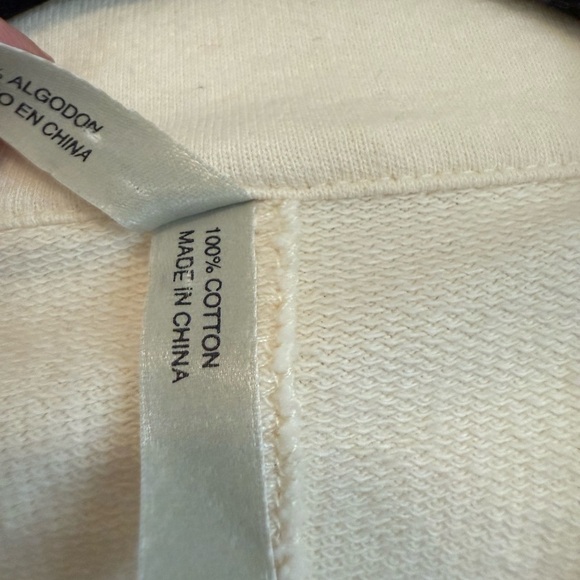 ALGODON
O EN CHINA
100% COTTON
MADE IN CHINA